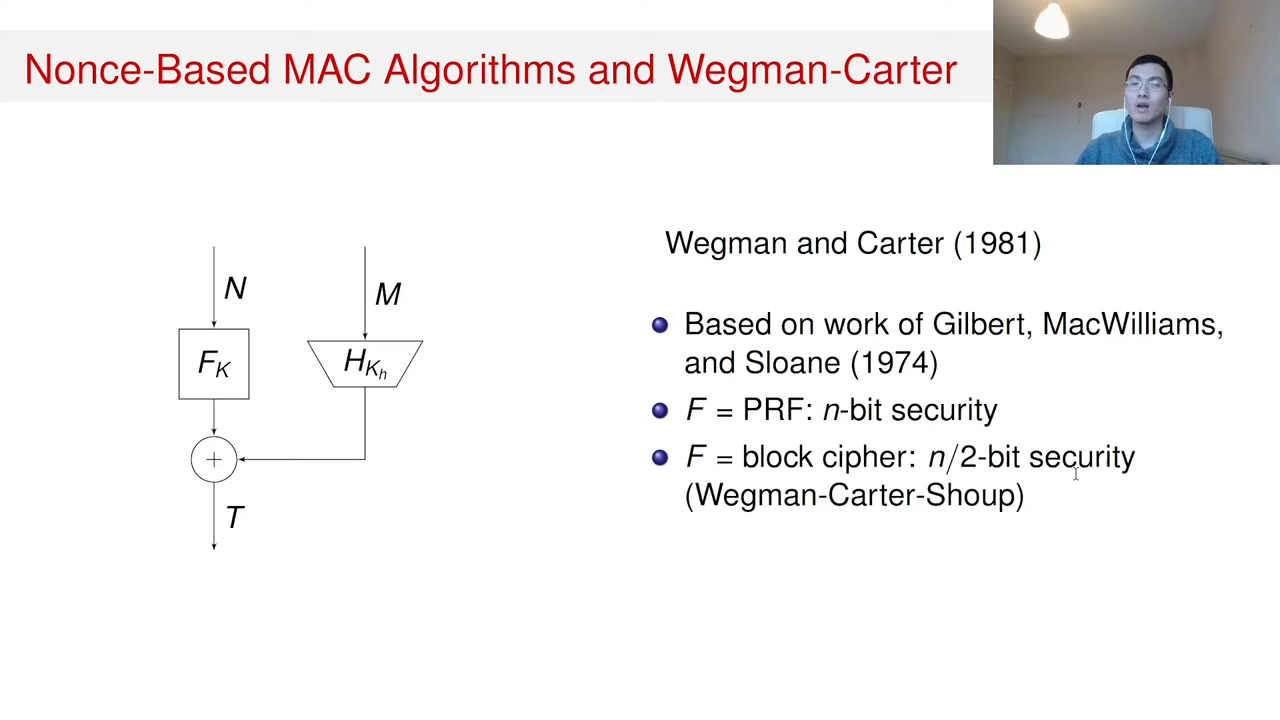 Nonce-Based MAC Algorithms and Wegman-Carter
N
M
F_K
H_{K_h}
+
T
Wegman and Carter (1981)
Based on work of Gilbert, MacWilliams,
and Sloane (1974)
F = PRF: n-bit security
F = block cipher: n/2-bit security
(Wegman-Carter-Shoup)